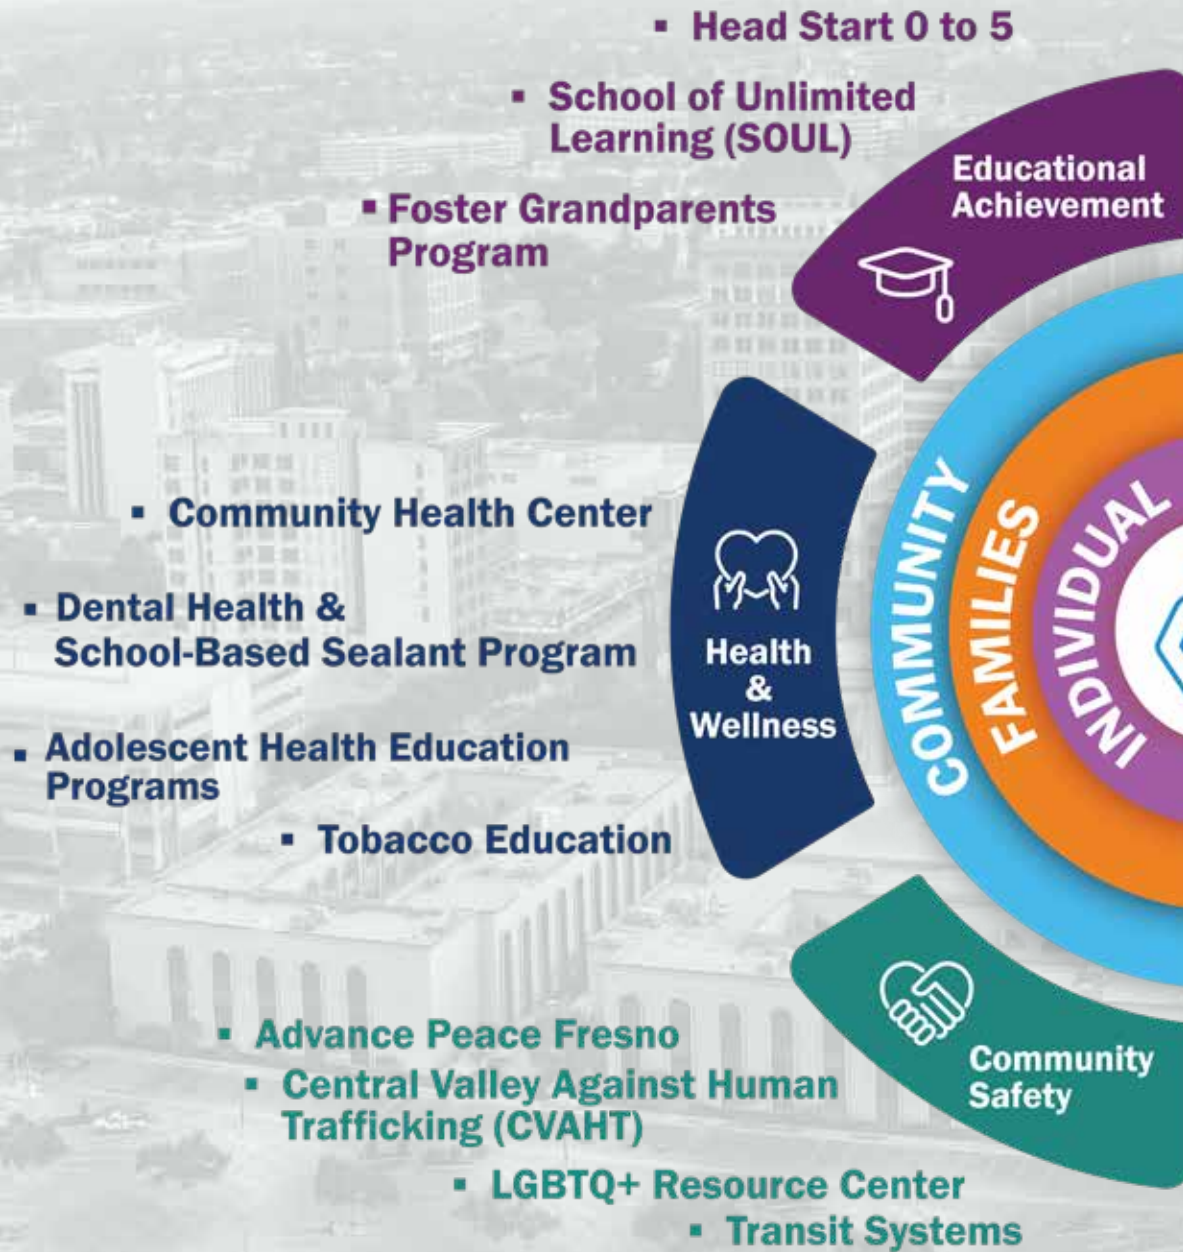 ▪ Head Start 0 to 5
▪ School of Unlimited
Learning (SOUL)
▪ Foster Grandparents
Program
Educational
Achievement
▪ Community Health Center
▪ Dental Health &
School-Based Sealant Program
▪ Adolescent Health Education
Programs
▪ Tobacco Education
Health
&
Wellness
COMMUNITY
FAMILIES
INDIVIDUAL
▪ Advance Peace Fresno
▪ Central Valley Against Human
Trafficking (CVAHT)
▪ LGBTQ+ Resource Center
▪ Transit Systems
Community
Safety